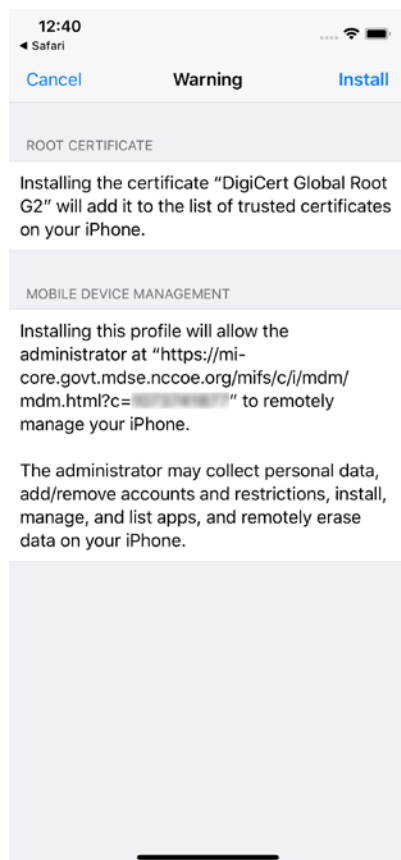 12:40
◀ Safari
Cancel Warning Install
ROOT CERTIFICATE
Installing the certificate “DigiCert Global Root
G2” will add it to the list of trusted certificates
on your iPhone.
MOBILE DEVICE MANAGEMENT
Installing this profile will allow the
administrator at “https://mi-
core.govt.mdse.nccoe.org/mifs/c/i/mdm/
mdm.html?c= ” to remotely
manage your iPhone.
The administrator may collect personal data,
add/remove accounts and restrictions, install,
manage, and list apps, and remotely erase
data on your iPhone.